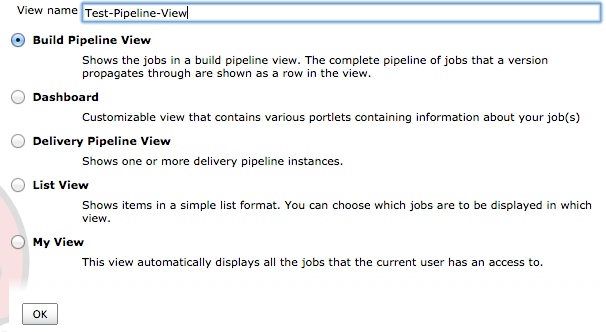 View name Test-Pipeline-View
Build Pipeline View
Shows the jobs in a build pipeline view. The complete pipeline of jobs that a version
propagates through are shown as a row in the view.
Dashboard
Customizable view that contains various portlets containing information about your job(s)
Delivery Pipeline View
Shows one or more delivery pipeline instances.
List View
Shows items in a simple list format. You can choose which jobs are to be displayed in which
view.
My View
This view automatically displays all the jobs that the current user has an access to.
OK